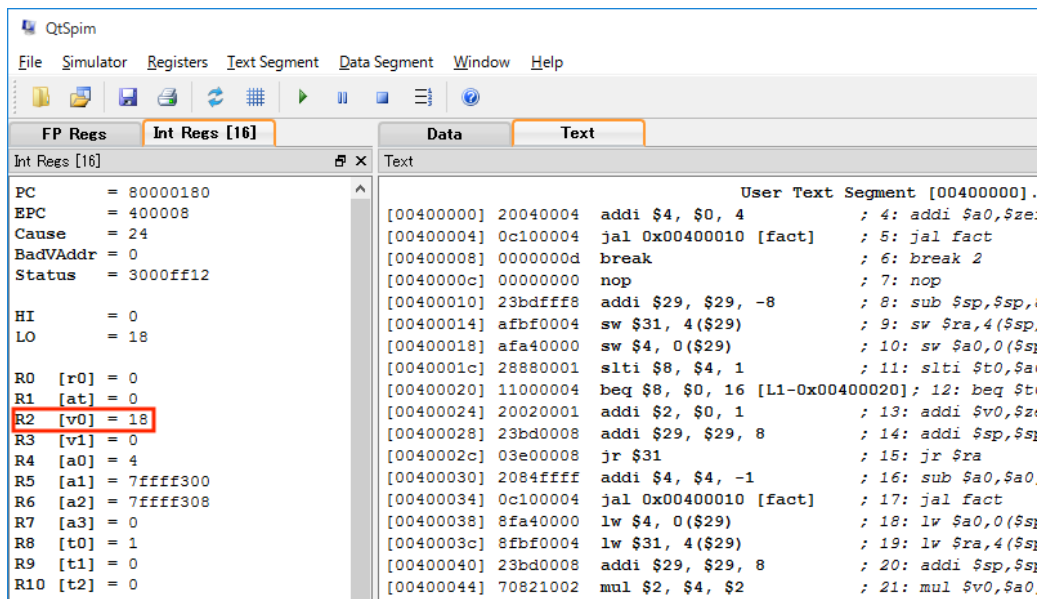 QtSpim
File Simulator Registers Text Segment Data Segment Window Help
FP Regs Int Regs [16] Data Text
Int Regs [16]
PC = 80000180
EPC = 400008
Cause = 24
BadVAddr = 0
Status = 3000ff12
HI = 0
LO = 18
R0 [r0] = 0
R1 [at] = 0
R2 [v0] = 18
R3 [v1] = 0
R4 [a0] = 4
R5 [a1] = 7ffff300
R6 [a2] = 7ffff308
R7 [a3] = 0
R8 [t0] = 1
R9 [t1] = 0
R10 [t2] = 0
Text
User Text Segment [00400000].
[00400000] 20040004 addi $4, $0, 4 ; 4: addi $a0,$ze
[00400004] 0c100004 jal 0x00400010 [fact] ; 5: jal fact
[00400008] 0000000d break ; 6: break 2
[0040000c] 00000000 nop ; 7: nop
[00400010] 23bdfff8 addi $29, $29, -8 ; 8: sub $sp,$sp,
[00400014] afbf0004 sw $31, 4($29) ; 9: sw $ra,4($sp
[00400018] afa40000 sw $4, 0($29) ; 10: sw $a0,0($s
[0040001c] 28880001 slti $8, $4, 1 ; 11: slti $t0,$a
[00400020] 11000004 beq $8, $0, 16 [L1-0x00400020]; 12: beq $t
[00400024] 20020001 addi $2, $0, 1 ; 13: addi $v0,$z
[00400028] 23bd0008 addi $29, $29, 8 ; 14: addi $sp,$s
[0040002c] 03e00008 jr $31 ; 15: jr $ra
[00400030] 2084ffff addi $4, $4, -1 ; 16: sub $a0,$a0
[00400034] 0c100004 jal 0x00400010 [fact] ; 17: jal fact
[00400038] 8fa40000 lw $4, 0($29) ; 18: lw $a0,0($s
[0040003c] 8fbf0004 lw $31, 4($29) ; 19: lw $ra,4($s
[00400040] 23bd0008 addi $29, $29, 8 ; 20: addi $sp,$s
[00400044] 70821002 mul $2, $4, $2 ; 21: mul $v0,$a0